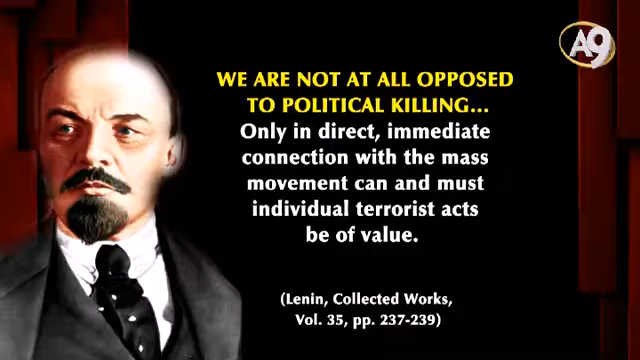 A9
WE ARE NOT AT ALL OPPOSED
TO POLITICAL KILLING...
Only in direct, immediate
connection with the mass
movement can and must
individual terrorist acts
be of value.
(Lenin, Collected Works,
Vol. 35, pp. 237-239)